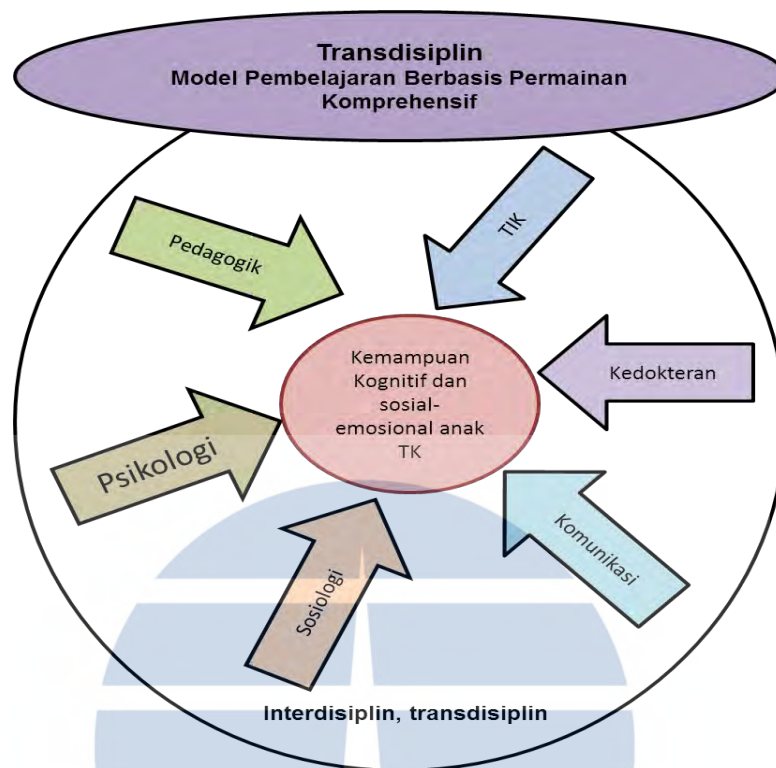 Transdisiplin
Model Pembelajaran Berbasis Permainan
Komprehensif
Pedagogik
TIK
Kemampuan
Kognitif dan
sosial-
emosional anak
TK
Kedokteran
Psikologi
Komunikasi
Sosiologi
Interdisiplin, transdisiplin